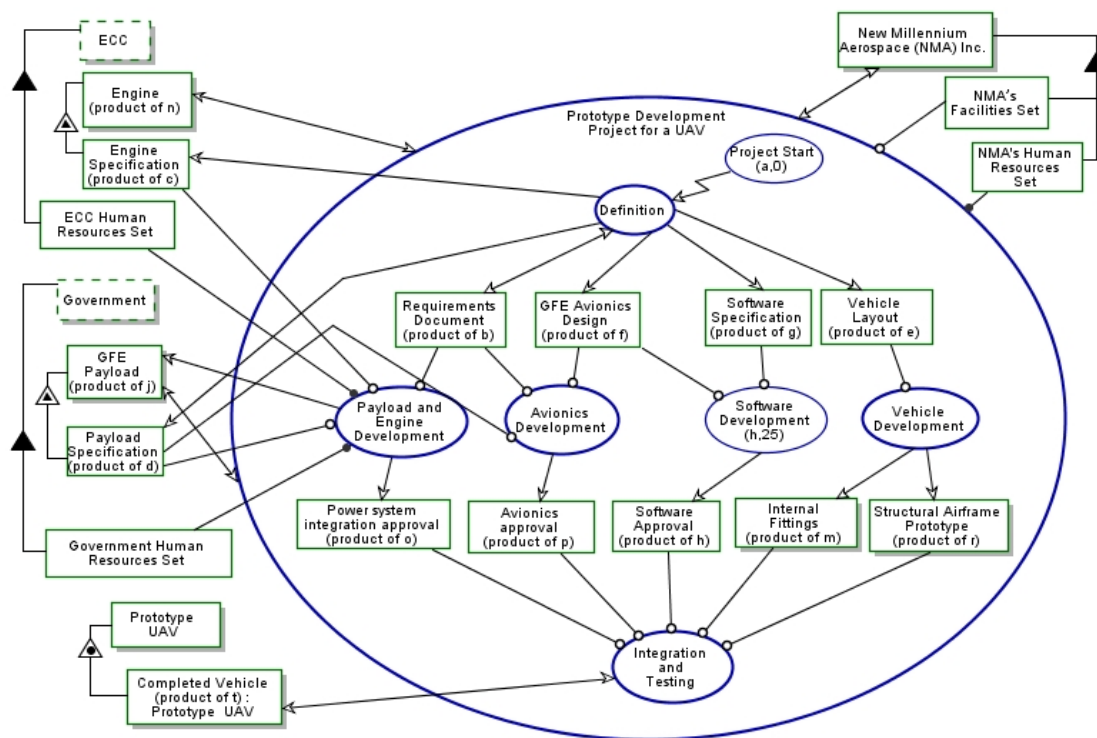 ECC
Engine
(product of n)
Engine
Specification
(product of c)
ECC Human
Resources Set
Government
GFE
Payload
(product of j)
Payload
Specification
(product of d)
Government Human
Resources Set
Prototype
UAV
Completed Vehicle
(product of t) :
Prototype UAV
New Millennium
Aerospace (NMA) Inc.
NMA's
Facilities Set
NMA's Human
Resources
Set
Prototype Development
Project for a UAV
Project Start
(a,0)
Definition
Requirements
Document
(product of b)
GFE Avionics
Design
(product of f)
Software
Specification
(product of g)
Vehicle
Layout
(product of e)
Payload and
Engine
Development
Avionics
Development
Software
Development
(h,25)
Vehicle
Development
Power system
integration approval
(product of o)
Avionics
approval
(product of p)
Software
Approval
(product of h)
Internal
Fittings
(product of m)
Structural Airframe
Prototype
(product of r)
Integration
and
Testing